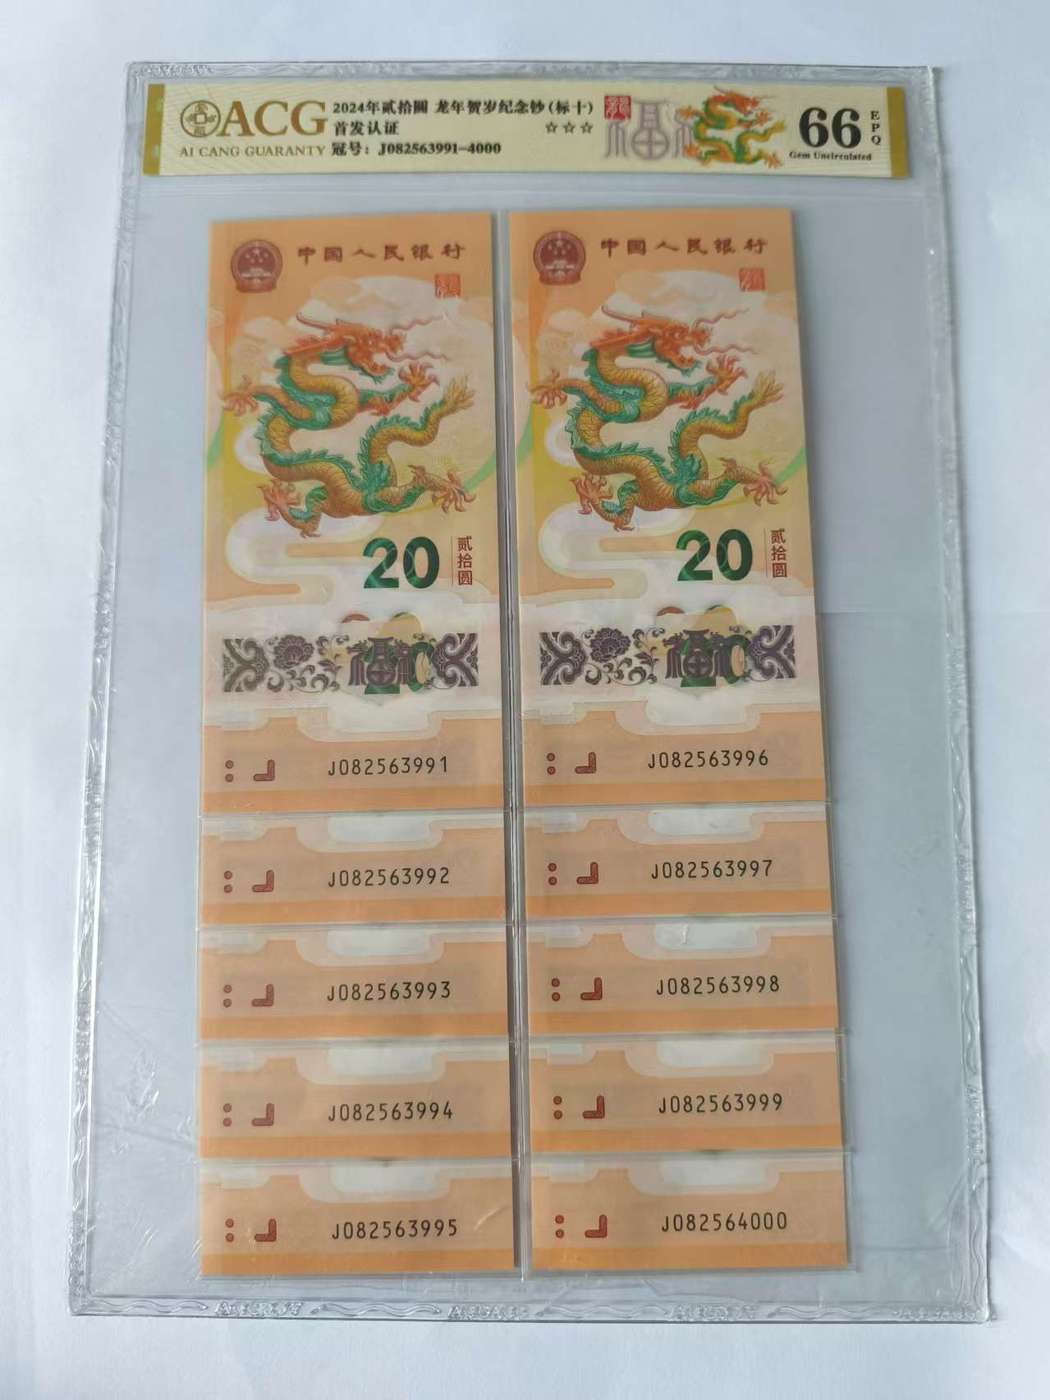 ACG
AI CANG GUARANTY
2024年贰拾圆 龙年贺岁纪念钞(标十)
首发认证 ☆☆☆
冠号: J082563991-4000
福
66 EPQ
Gem Uncirculated
中国人民银行
20 贰拾圆
福
J082563991
J082563992
J082563993
J082563994
J082563995
中国人民银行
20 贰拾圆
福
J082563996
J082563997
J082563998
J082563999
J082564000